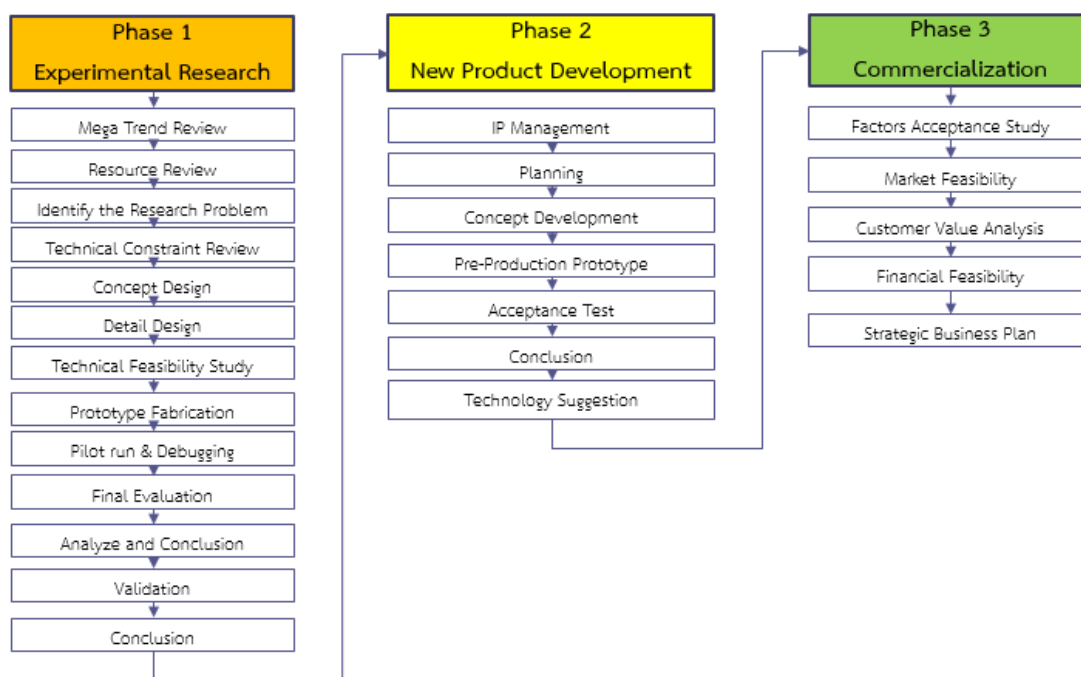 Phase 1
Experimental Research
Mega Trend Review
Resource Review
Identify the Research Problem
Technical Constraint Review
Concept Design
Detail Design
Technical Feasibility Study
Prototype Fabrication
Pilot run & Debugging
Final Evaluation
Analyze and Conclusion
Validation
Conclusion
Phase 2
New Product Development
IP Management
Planning
Concept Development
Pre-Production Prototype
Acceptance Test
Conclusion
Technology Suggestion
Phase 3
Commercialization
Factors Acceptance Study
Market Feasibility
Customer Value Analysis
Financial Feasibility
Strategic Business Plan